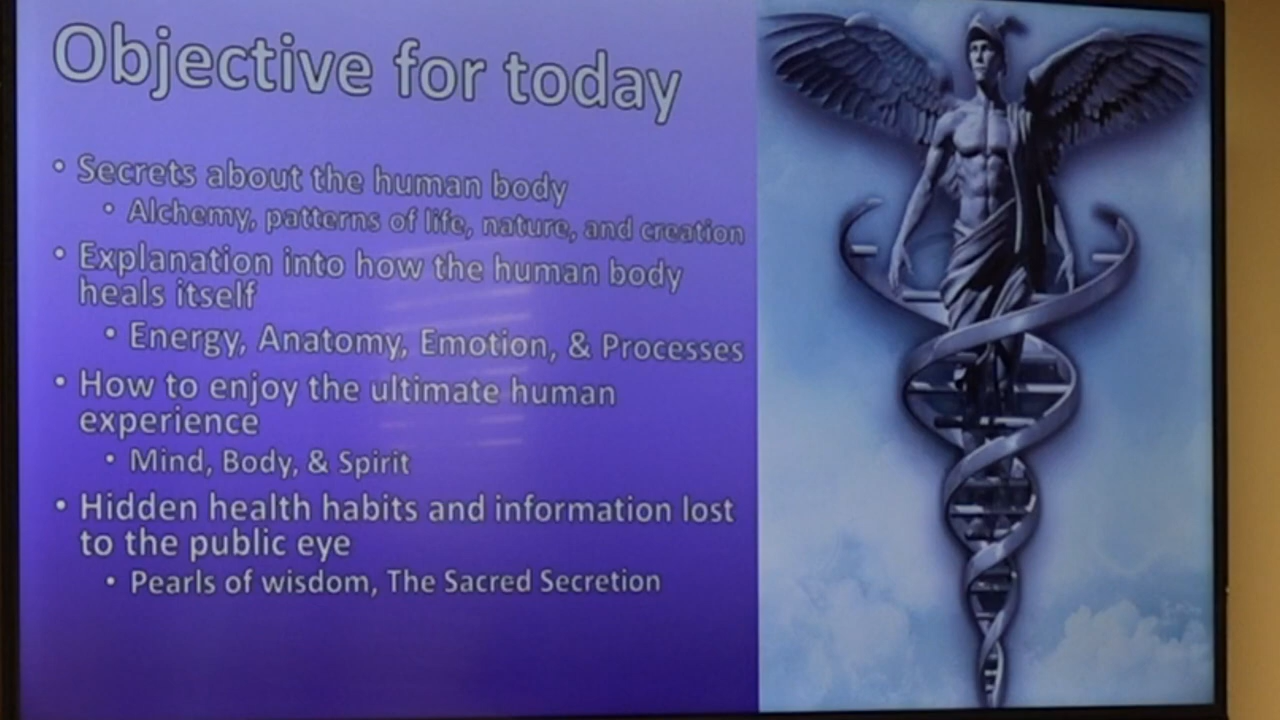 Objective for today
• Secrets about the human body
• Alchemy, patterns of life, nature, and creation
• Explanation into how the human body
heals itself
• Energy, Anatomy, Emotion, & Processes
• How to enjoy the ultimate human
experience
• Mind, Body, & Spirit
• Hidden health habits and information lost
to the public eye
• Pearls of wisdom, The Sacred Secretion